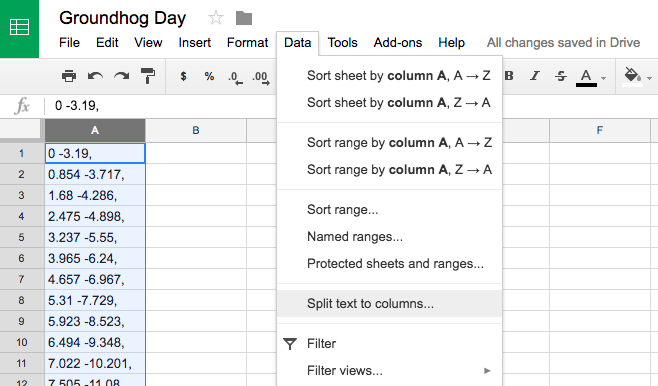 Groundhog Day
File Edit View Insert Format Data Tools Add-ons Help All changes saved in Drive
$ % .0 .00 B I S A
fx 0 -3.19,
A B F
1 0 -3.19,
2 0.854 -3.717,
3 1.68 -4.286,
4 2.475 -4.898,
5 3.237 -5.55,
6 3.965 -6.24,
7 4.657 -6.967,
8 5.31 -7.729,
9 5.923 -8.523,
10 6.494 -9.348,
11 7.022 -10.201,
12 7.505 -11.08
Sort sheet by column A, A → Z
Sort sheet by column A, Z → A
Sort range by column A, A → Z
Sort range by column A, Z → A
Sort range...
Named ranges...
Protected sheets and ranges...
Split text to columns...
Filter
Filter views...